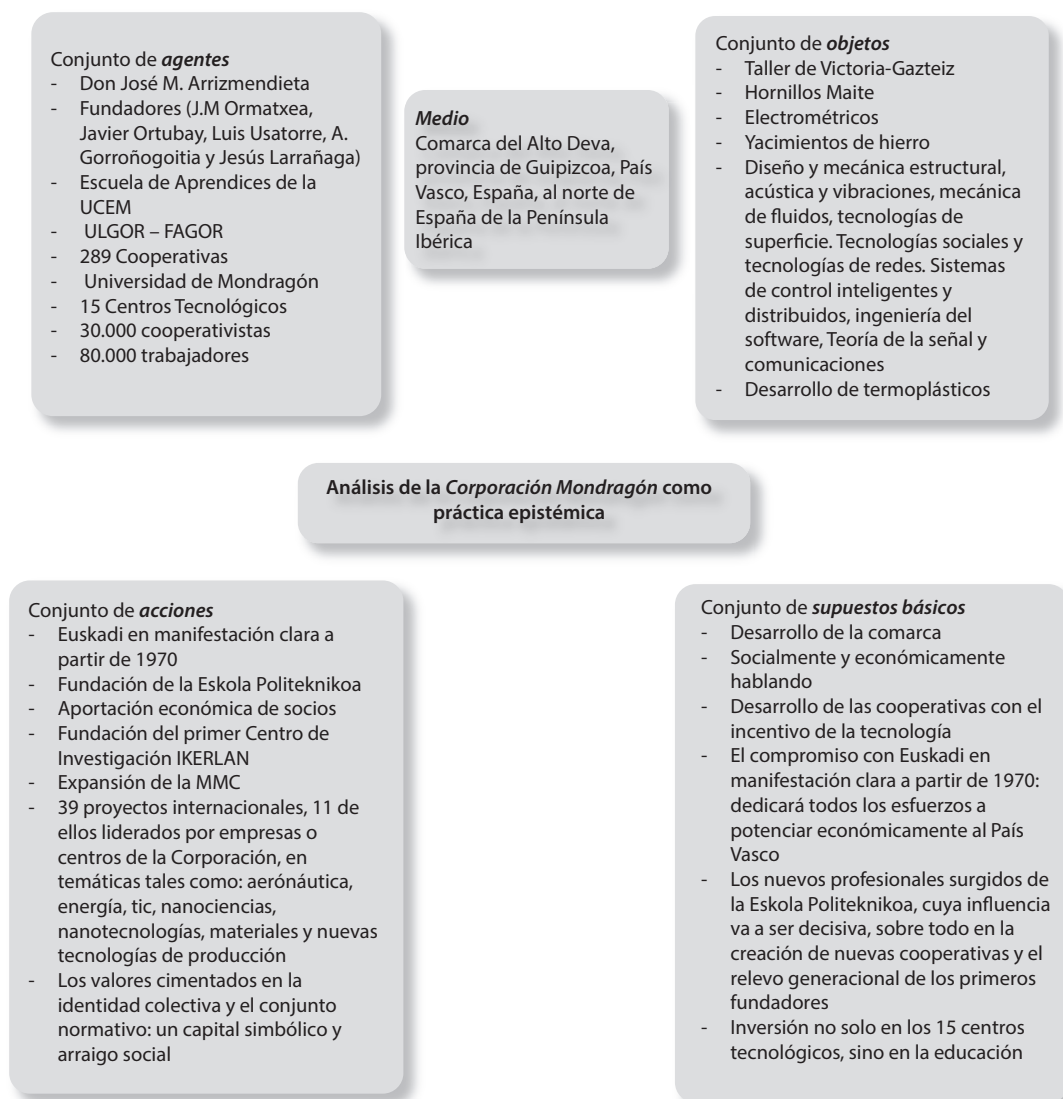 Conjunto de agentes
- Don José M. Arrizmendieta
- Fundadores (J.M Ormatxea,
Javier Ortubay, Luis Usatorre, A.
Gorroñogoitia y Jesús Larrañaga)
- Escuela de Aprendices de la
UCEM
- ULGOR – FAGOR
- 289 Cooperativas
- Universidad de Mondragón
- 15 Centros Tecnológicos
- 30.000 cooperativistas
- 80.000 trabajadores
Medio
Comarca del Alto Deva,
provincia de Guipizcoa, País
Vasco, España, al norte de
España de la Península
Ibérica
Conjunto de objetos
- Taller de Victoria-Gazteiz
- Hornillos Maite
- Electrométricos
- Yacimientos de hierro
- Diseño y mecánica estructural,
acústica y vibraciones, mecánica
de fluidos, tecnologías de
superficie. Tecnologías sociales y
tecnologías de redes. Sistemas
de control inteligentes y
distribuidos, ingeniería del
software, Teoría de la señal y
comunicaciones
- Desarrollo de termoplásticos
Análisis de la Corporación Mondragón como
práctica epistémica
Conjunto de acciones
- Euskadi en manifestación clara a
partir de 1970
- Fundación de la Eskola Politeknikoa
- Aportación económica de socios
- Fundación del primer Centro de
Investigación IKERLAN
- Expansión de la MMC
- 39 proyectos internacionales, 11 de
ellos liderados por empresas o
centros de la Corporación, en
temáticas tales como: aerónáutica,
energía, tic, nanociencias,
nanotecnologías, materiales y nuevas
tecnologías de producción
- Los valores cimentados en la
identidad colectiva y el conjunto
normativo: un capital simbólico y
arraigo social
Conjunto de supuestos básicos
- Desarrollo de la comarca
- Socialmente y económicamente
hablando
- Desarrollo de las cooperativas con el
incentivo de la tecnología
- El compromiso con Euskadi en
manifestación clara a partir de 1970:
dedicará todos los esfuerzos a
potenciar económicamente al País
Vasco
- Los nuevos profesionales surgidos de
la Eskola Politeknikoa, cuya influencia
va a ser decisiva, sobre todo en la
creación de nuevas cooperativas y el
relevo generacional de los primeros
fundadores
- Inversión no solo en los 15 centros
tecnológicos, sino en la educación